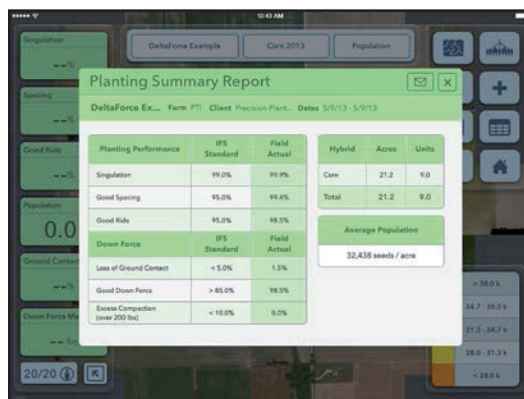 10:43 AM
Singulation
--%
Spacing
--%
Good Ride
--%
Population
0.0
Ground Contact
--%
--lbs
20/20
DeltaForce Example
Corn 2013
Population
Planting Summary Report
DeltaForce Ex... Farm PTI Client Precision Plant.. Dates 5/9/13 - 5/9/13
Planting Performance IFS Standard Field Actual
Singulation 99.0% 99.9%
Good Spacing 95.0% 99.4%
Good Ride 95.0% 98.5%
Down Force IFS Standard Field Actual
Loss of Ground Contact < 5.0% 1.5%
Good Down Force > 85.0% 98.5%
Excess Compaction
(over 200 lbs) < 10.0% 0.0%
Hybrid Acres Units
Corn 21.2 9.0
Total 21.2 9.0
Average Population
32,438 seeds / acre
> 38.0 k
34.7 - 38.0 k
31.3 - 34.7 k
28.0 - 31.3 k
< 28.0 k